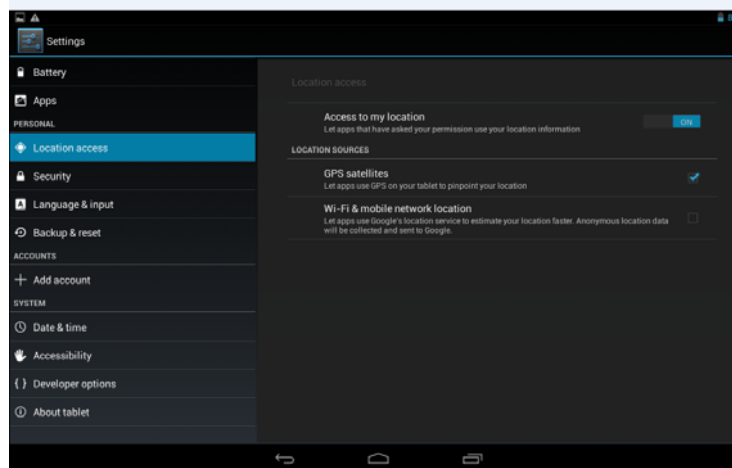 Settings
Battery
Apps
PERSONAL
Location access
Security
Language & input
Backup & reset
ACCOUNTS
Add account
SYSTEM
Date & time
Accessibility
{ } Developer options
About tablet
Location access
Access to my location
Let apps that have asked your permission use your location information
ON
LOCATION SOURCES
GPS satellites
Let apps use GPS on your tablet to pinpoint your location
Wi-Fi & mobile network location
Let apps use Google's location service to estimate your location faster. Anonymous location data
will be collected and sent to Google.